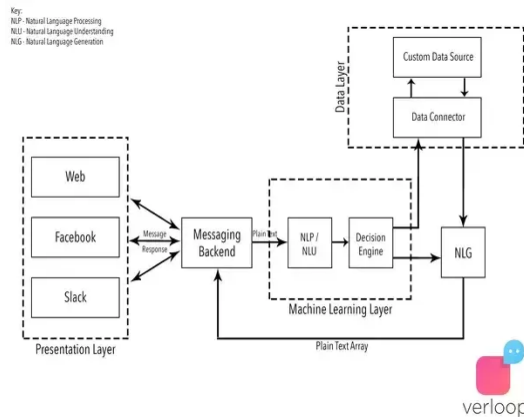 Key:
NLP - Natural Language Processing
NLU - Natural Language Understanding
NLG - Natural Language Generation
Custom Data Source
Data Layer
Data Connector
Web
Facebook
Slack
Presentation Layer
Message
Response
Messaging
Backend
Plain Text
NLP /
NLU
Decision
Engine
Machine Learning Layer
NLG
Plain Text Array
verloop